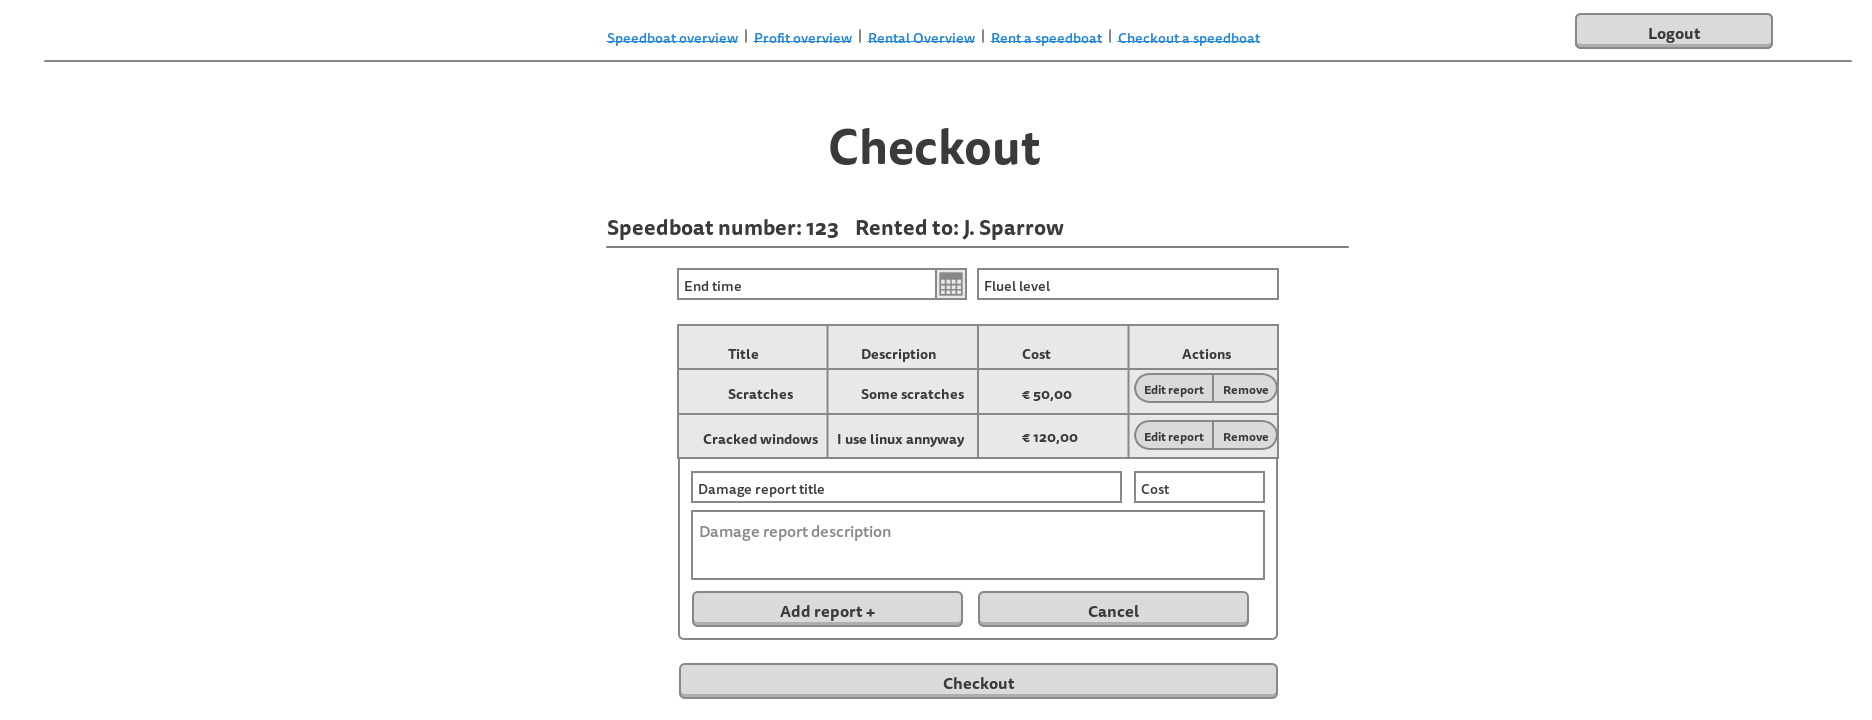 Speedboat overview | Profit overview | Rental Overview | Rent a speedboat | Checkout a speedboat
Logout
Checkout
Speedboat number: 123 Rented to: J. Sparrow
End time
Fluel level
Title Description Cost Actions
Scratches Some scratches € 50,00 Edit report Remove
Cracked windows I use linux annyway € 120,00 Edit report Remove
Damage report title
Cost
Damage report description
Add report +
Cancel
Checkout